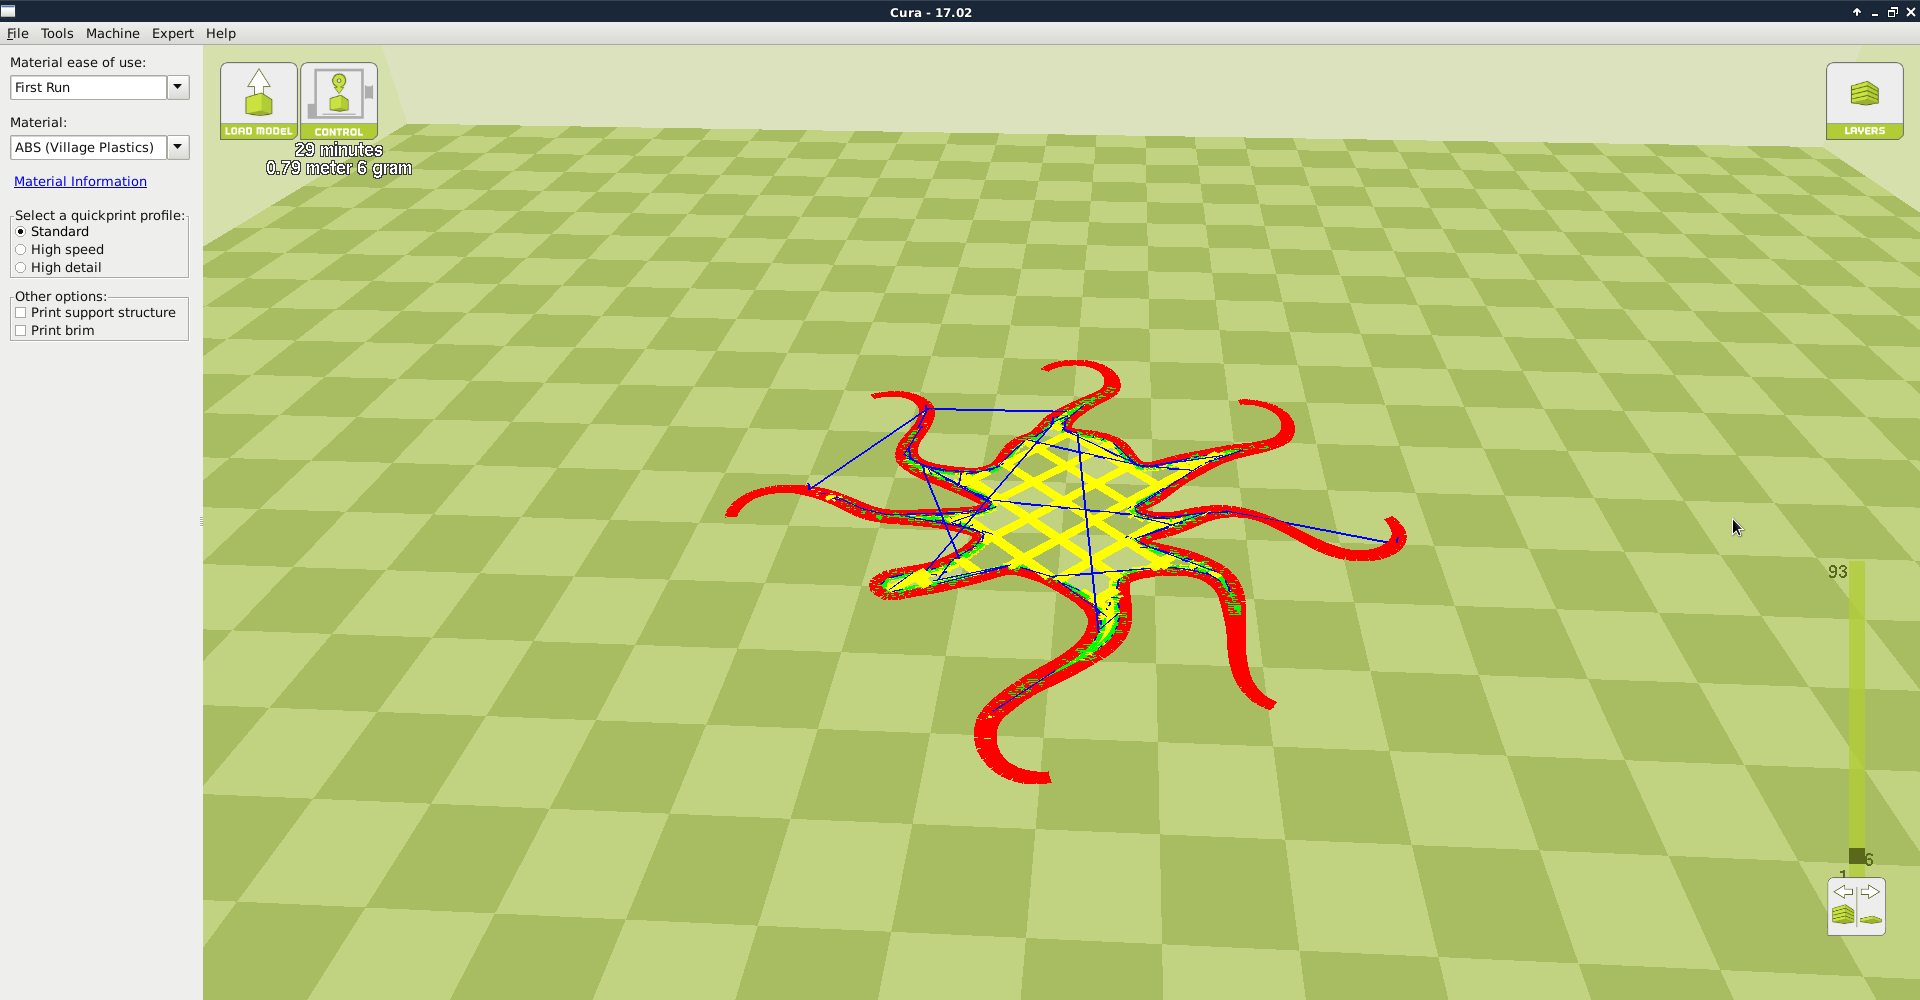 Cura - 17.02
File Tools Machine Expert Help
Material ease of use:
First Run
Material:
ABS (Village Plastics)
Material Information
Select a quickprint profile:
Standard
High speed
High detail
Other options:
Print support structure
Print brim
LOAD MODEL
CONTROL
29 minutes
0.79 meter 6 gram
LAYERS
93
6
1